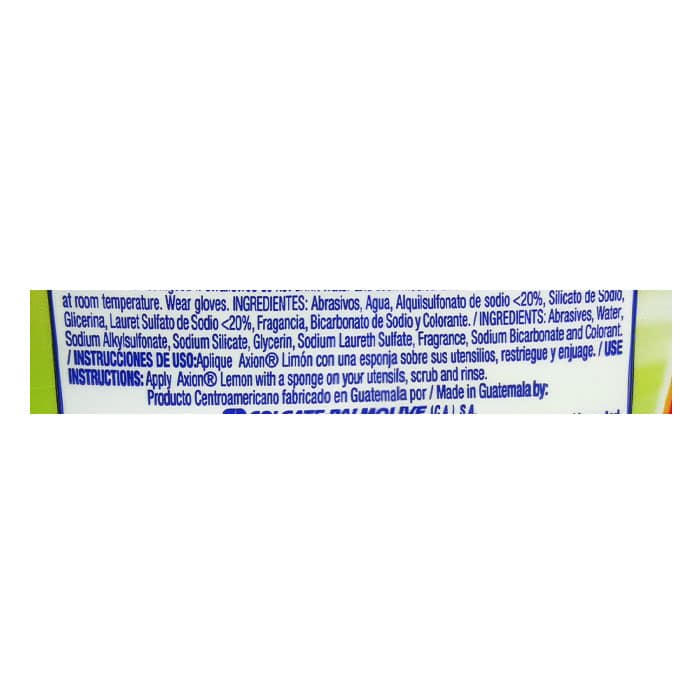 at room temperature. Wear gloves. INGREDIENTES: Abrasivos, Agua, Alquilsulfonato de sodio <20%, Silicato de Sodio,
Glicerina, Lauret Sulfato de Sodio <20%, Fragancia, Bicarbonato de Sodio y Colorante. / INGREDIENTS: Abrasives, Water,
Sodium Alkylsulfonate, Sodium Silicate, Glycerin, Sodium Laureth Sulfate, Fragrance, Sodium Bicarbonate and Colorant.
/ INSTRUCCIONES DE USO:Aplique Axion® Limón con una esponja sobre sus utensilios, restriegue y enjuage. / USE
INSTRUCTIONS: Apply Axion® Lemon with a sponge on your utensils, scrub and rinse.
Producto Centroamericano fabricado en Guatemala por / Made in Guatemala by:
COLGATE-PALMOLIVE (C.A.), S.A.